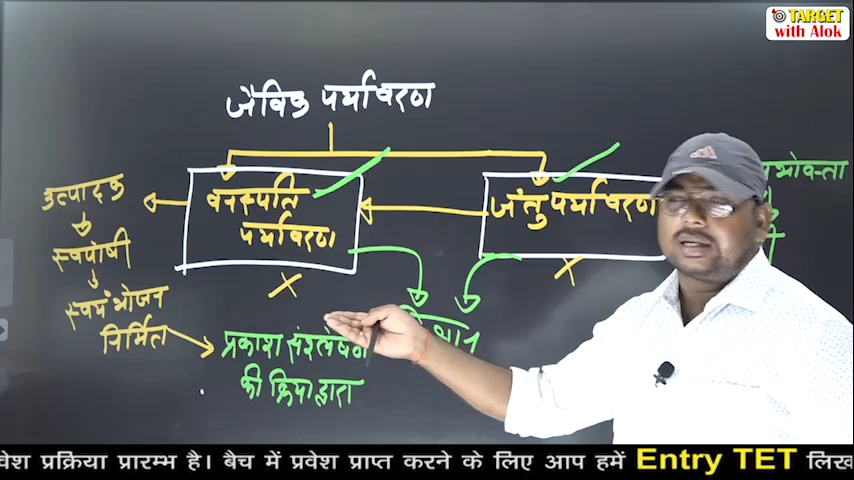 TARGET
with Alok
जैविक पर्यावरण
वनस्पति
पर्यावरण
जंतु पर्यावरण
उत्पादक
स्वपोषी
स्वयं भोजन
निर्मित
प्रकाश संश्लेषण
की क्रिया द्वारा
वेश प्रक्रिया प्रारम्भ है। बैच में प्रवेश प्राप्त करने के लिए आप हमें Entry TET लिख